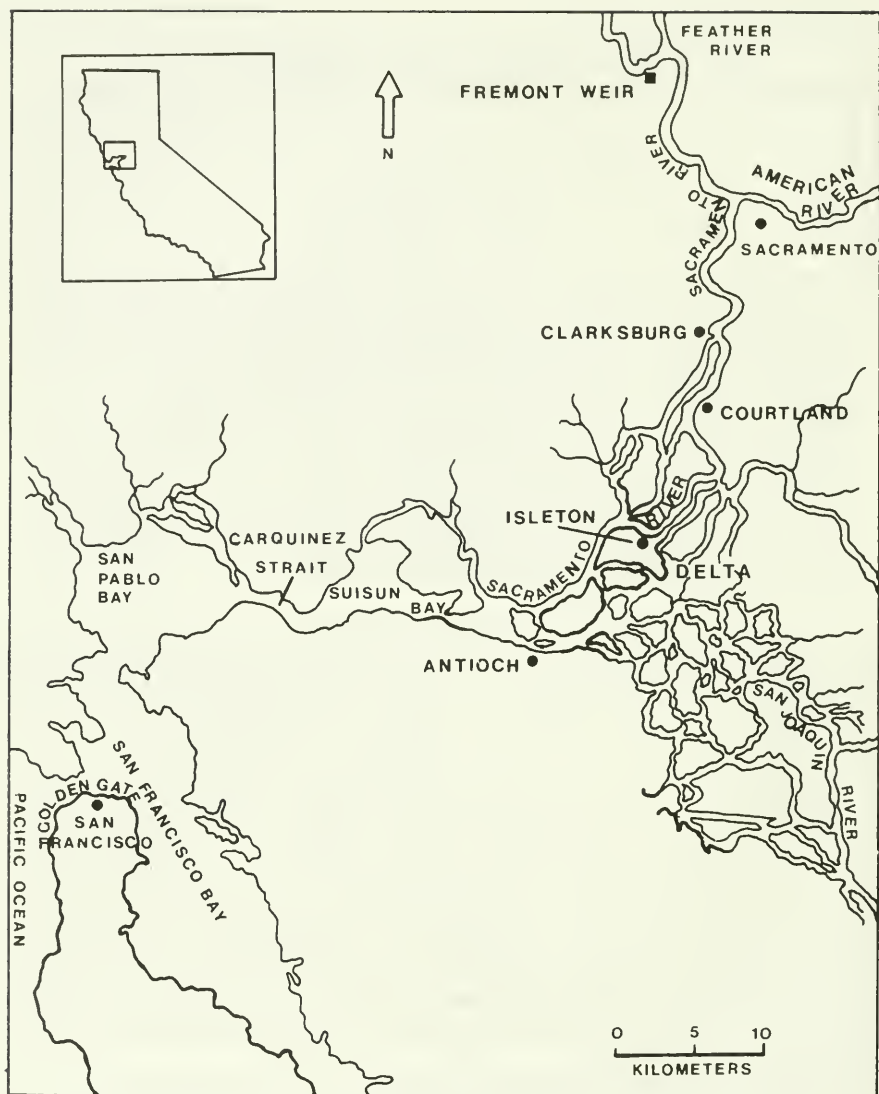 FEATHER
RIVER
FREMONT WEIR
N
SACRAMENTO RIVER
AMERICAN
RIVER
SACRAMENTO
CLARKSBURG
COURTLAND
ISLETON
RIVER
CARQUINEZ
STRAIT
SAN
PABLO
BAY
SUISUN
BAY
SACRAMENTO
DELTA
ANTIOCH
SAN JOAQUIN
RIVER
SAN FRANCISCO BAY
GOLDEN GATE
SAN
FRANCISCO
PACIFIC OCEAN
0 5 10
KILOMETERS